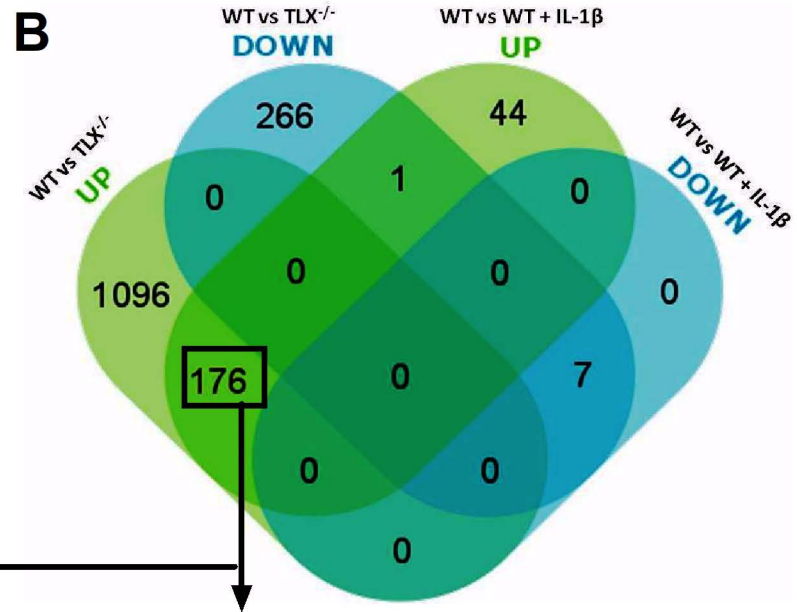 B
WT vs TLX-/-
DOWN
WT vs WT + IL-1β
UP
WT vs TLX-/-
UP
WT vs WT + IL-1β
DOWN
266
44
0
1
0
1096
0
0
0
176
0
7
0
0
0